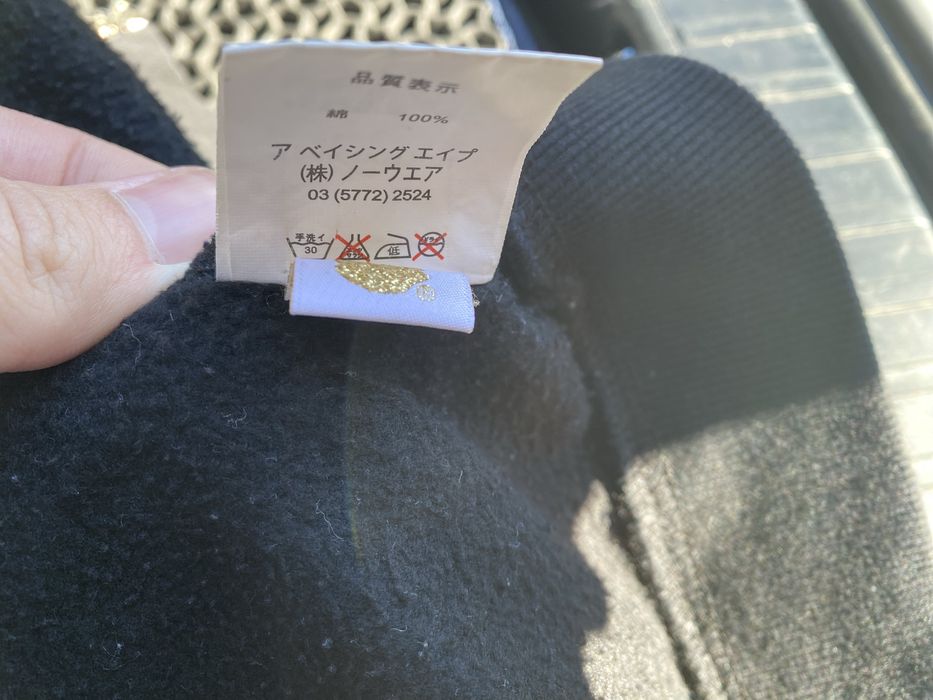 品質表示
綿 100%
ア ベイシング エイプ
(株) ノーウエア
03 (5772) 2524
手洗イ
30
低